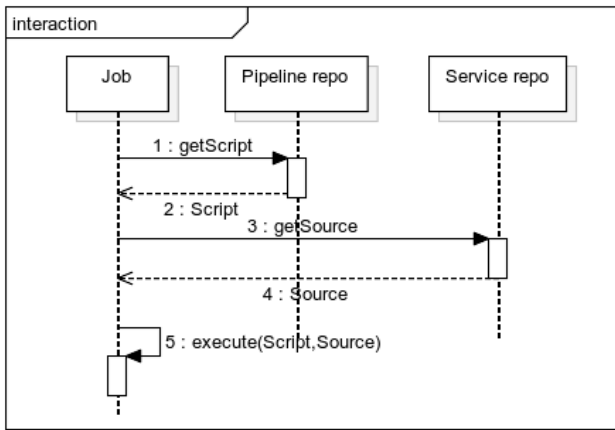 interaction
Job
Pipeline repo
Service repo
1 : getScript
2 : Script
3 : getSource
4 : Source
5 : execute(Script,Source)